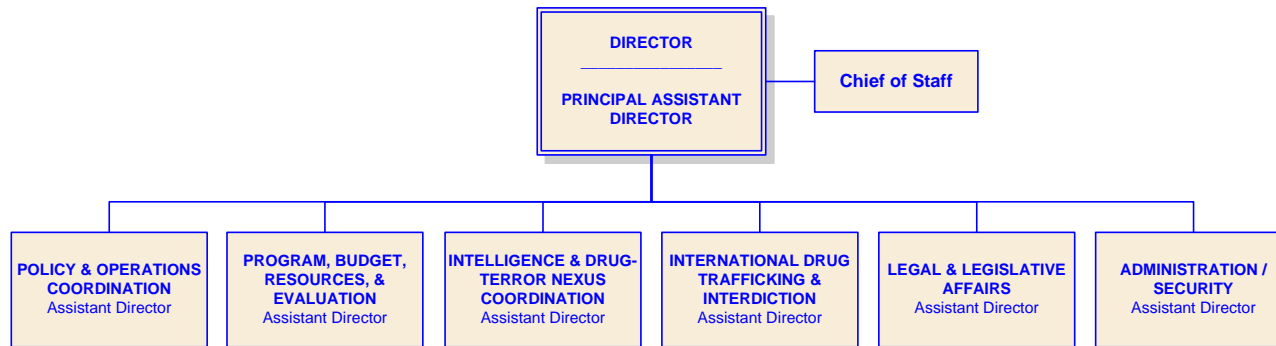 DIRECTOR
PRINCIPAL ASSISTANT
DIRECTOR
Chief of Staff
POLICY & OPERATIONS
COORDINATION
Assistant Director
PROGRAM, BUDGET,
RESOURCES, &
EVALUATION
Assistant Director
INTELLIGENCE & DRUG-
TERROR NEXUS
COORDINATION
Assistant Director
INTERNATIONAL DRUG
TRAFFICKING &
INTERDICTION
Assistant Director
LEGAL & LEGISLATIVE
AFFAIRS
Assistant Director
ADMINISTRATION /
SECURITY
Assistant Director